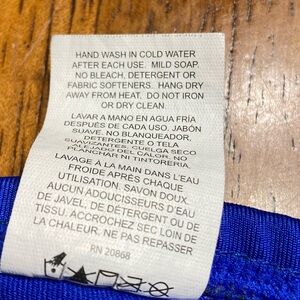 HAND WASH IN COLD WATER
AFTER EACH USE. MILD SOAP.
NO BLEACH, DETERGENT OR
FABRIC SOFTENERS. HANG DRY
AWAY FROM HEAT. DO NOT IRON
OR DRY CLEAN.
LAVAR A MANO EN AGUA FRÍA
DESPUÉS DE CADA USO. JABÓN
SUAVE. NO BLANQUEADOR,
DETERGENTE O TELA
SUAVIZANTES, CUELGA SECO
ALEJADO DEL CALOR, NO
PLANCHAR NI TINTORERIA.
LAVAGE À LA MAIN DANS L'EAU
FROIDE APRÈS CHAQUE
UTILISATION. SAVON DOUX.
AUCUN ADOUCISSEURS D'EAU
DE JAVEL, DE DÉTERGENT OU DE
TISSU. ACCROCHEZ SEC LOIN DE
LA CHALEUR. NE PAS REPASSER
RN 20868